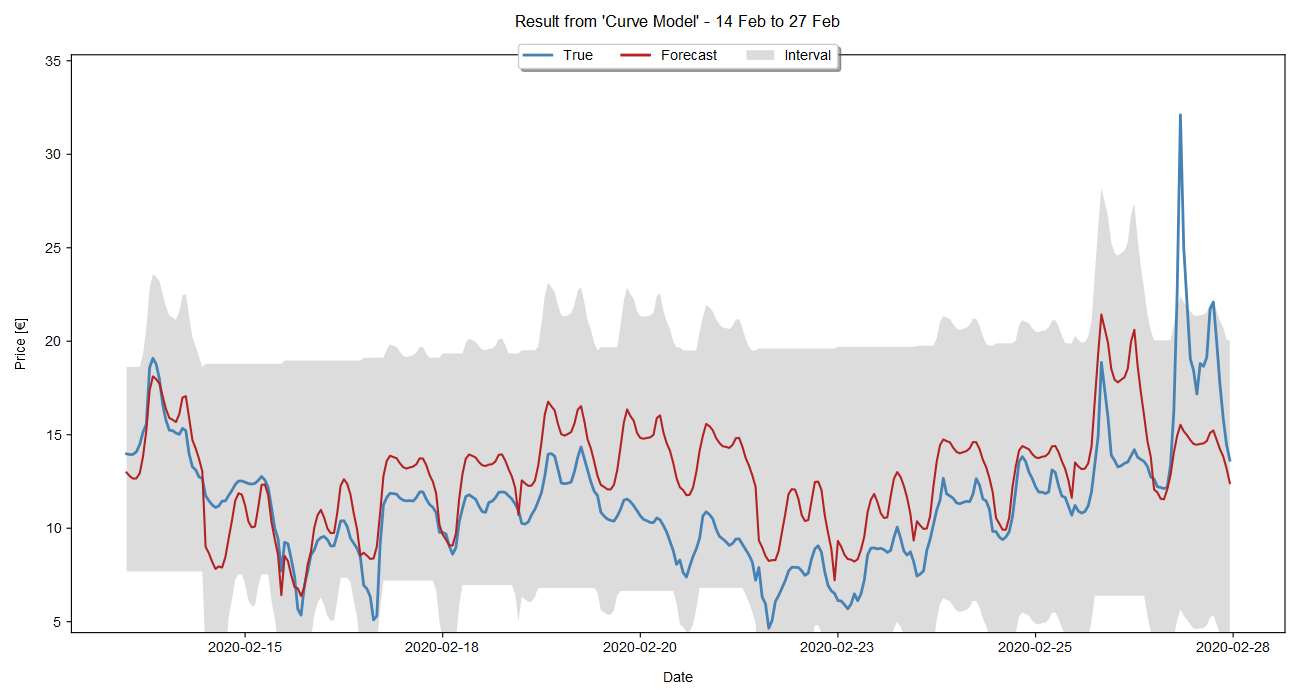 Result from 'Curve Model' - 14 Feb to 27 Feb
True Forecast Interval
35
30
25
20
15
10
5
Price [€]
2020-02-15 2020-02-18 2020-02-20 2020-02-23 2020-02-25 2020-02-28
Date